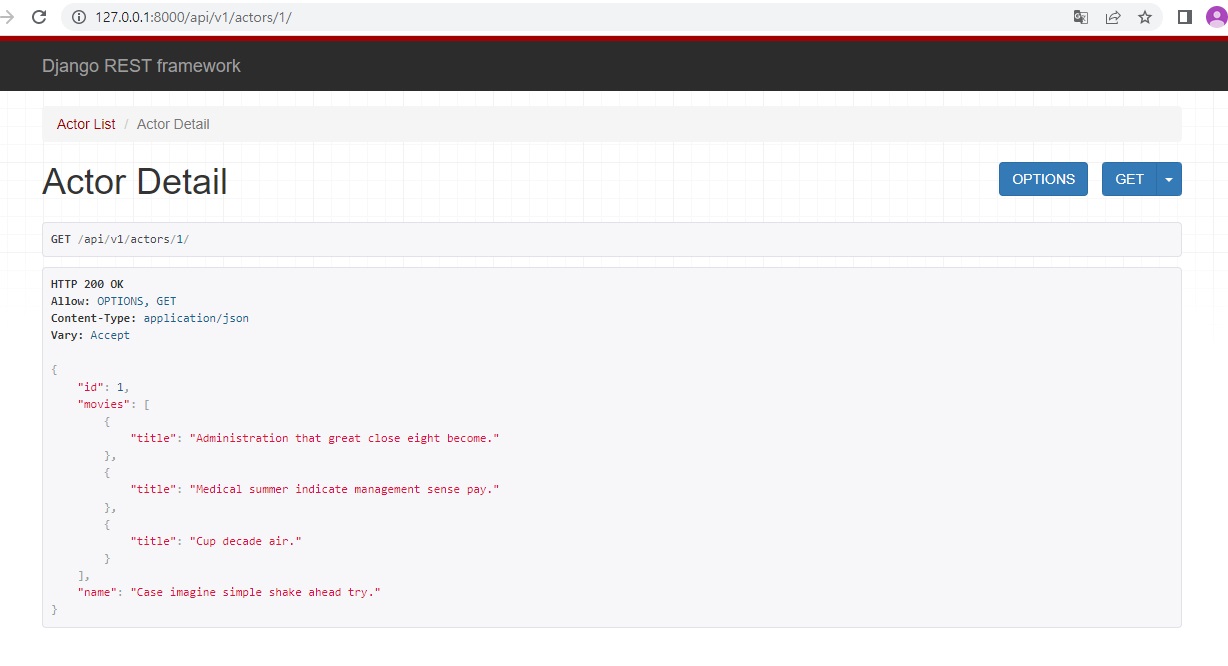 127.0.0.1:8000/api/v1/actors/1/
Django REST framework
Actor List / Actor Detail
Actor Detail
OPTIONS
GET
GET /api/v1/actors/1/
HTTP 200 OK
Allow: OPTIONS, GET
Content-Type: application/json
Vary: Accept
{
"id": 1,
"movies": [
{
"title": "Administration that great close eight become."
},
{
"title": "Medical summer indicate management sense pay."
},
{
"title": "Cup decade air."
}
],
"name": "Case imagine simple shake ahead try."
}